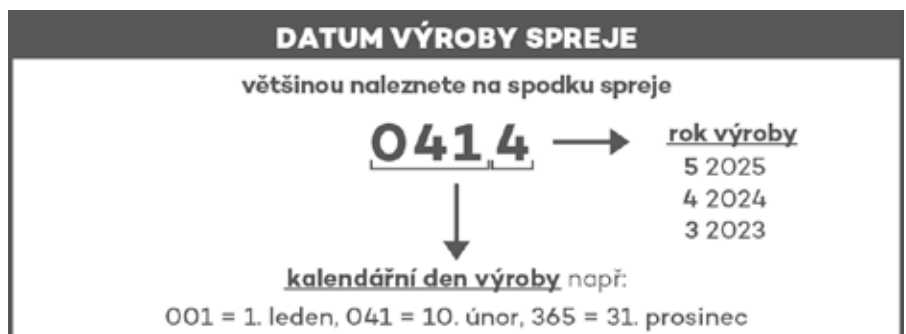 DATUM VÝROBY SPREJE
většinou naleznete na spodku spreje
0414
rok výroby
5 2025
4 2024
3 2023
kalendářní den výroby např:
001 = 1. leden, 041 = 10. únor, 365 = 31. prosinec